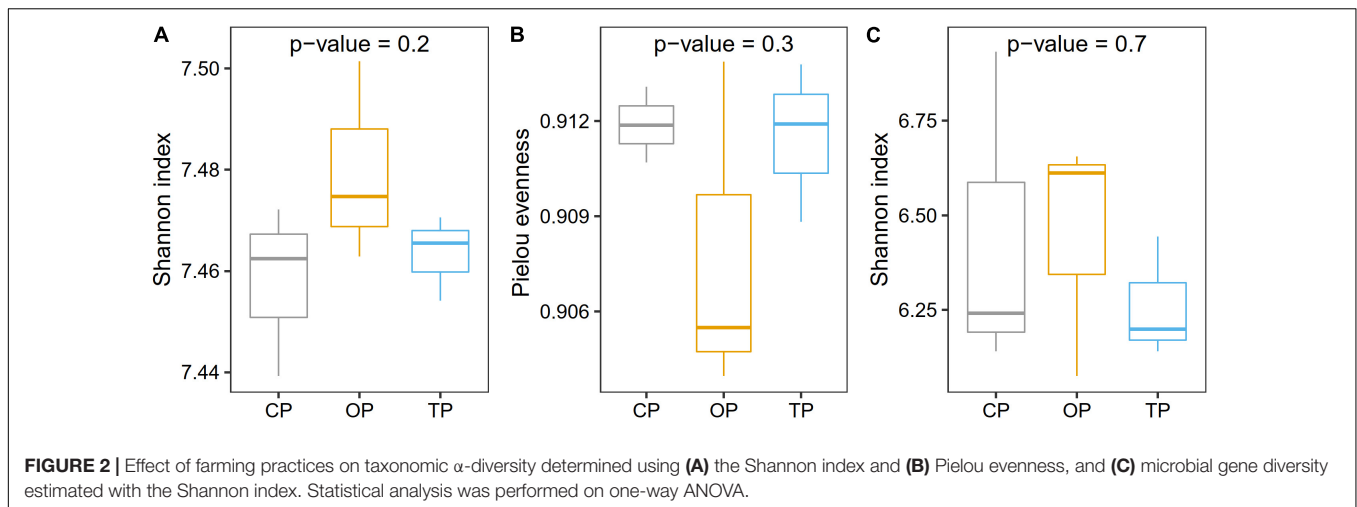 A
p−value = 0.2
Shannon index
7.50
7.48
7.46
7.44
CP OP TP
B
p−value = 0.3
Pielou evenness
0.912
0.909
0.906
CP OP TP
C
p−value = 0.7
Shannon index
6.75
6.50
6.25
CP OP TP
FIGURE 2 | Effect of farming practices on taxonomic α-diversity determined using (A) the Shannon index and (B) Pielou evenness, and (C) microbial gene diversity
estimated with the Shannon index. Statistical analysis was performed on one-way ANOVA.